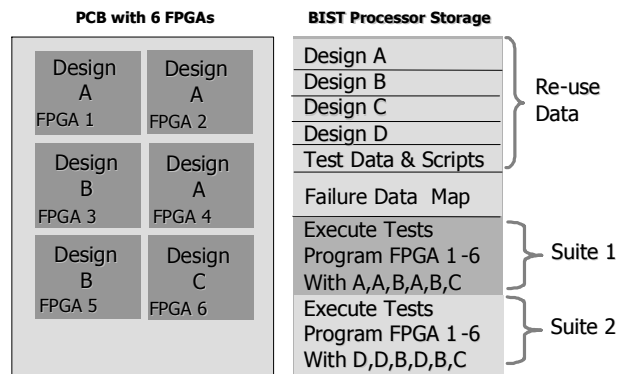 PCB with 6 FPGAs
Design
A
FPGA 1
Design
A
FPGA 2
Design
B
FPGA 3
Design
A
FPGA 4
Design
B
FPGA 5
Design
C
FPGA 6
BIST Processor Storage
Design A
Design B
Design C
Design D
Test Data & Scripts
Re-use
Data
Failure Data Map
Execute Tests
Program FPGA 1-6
With A,A,B,A,B,C
Suite 1
Execute Tests
Program FPGA 1-6
With D,D,B,D,B,C
Suite 2